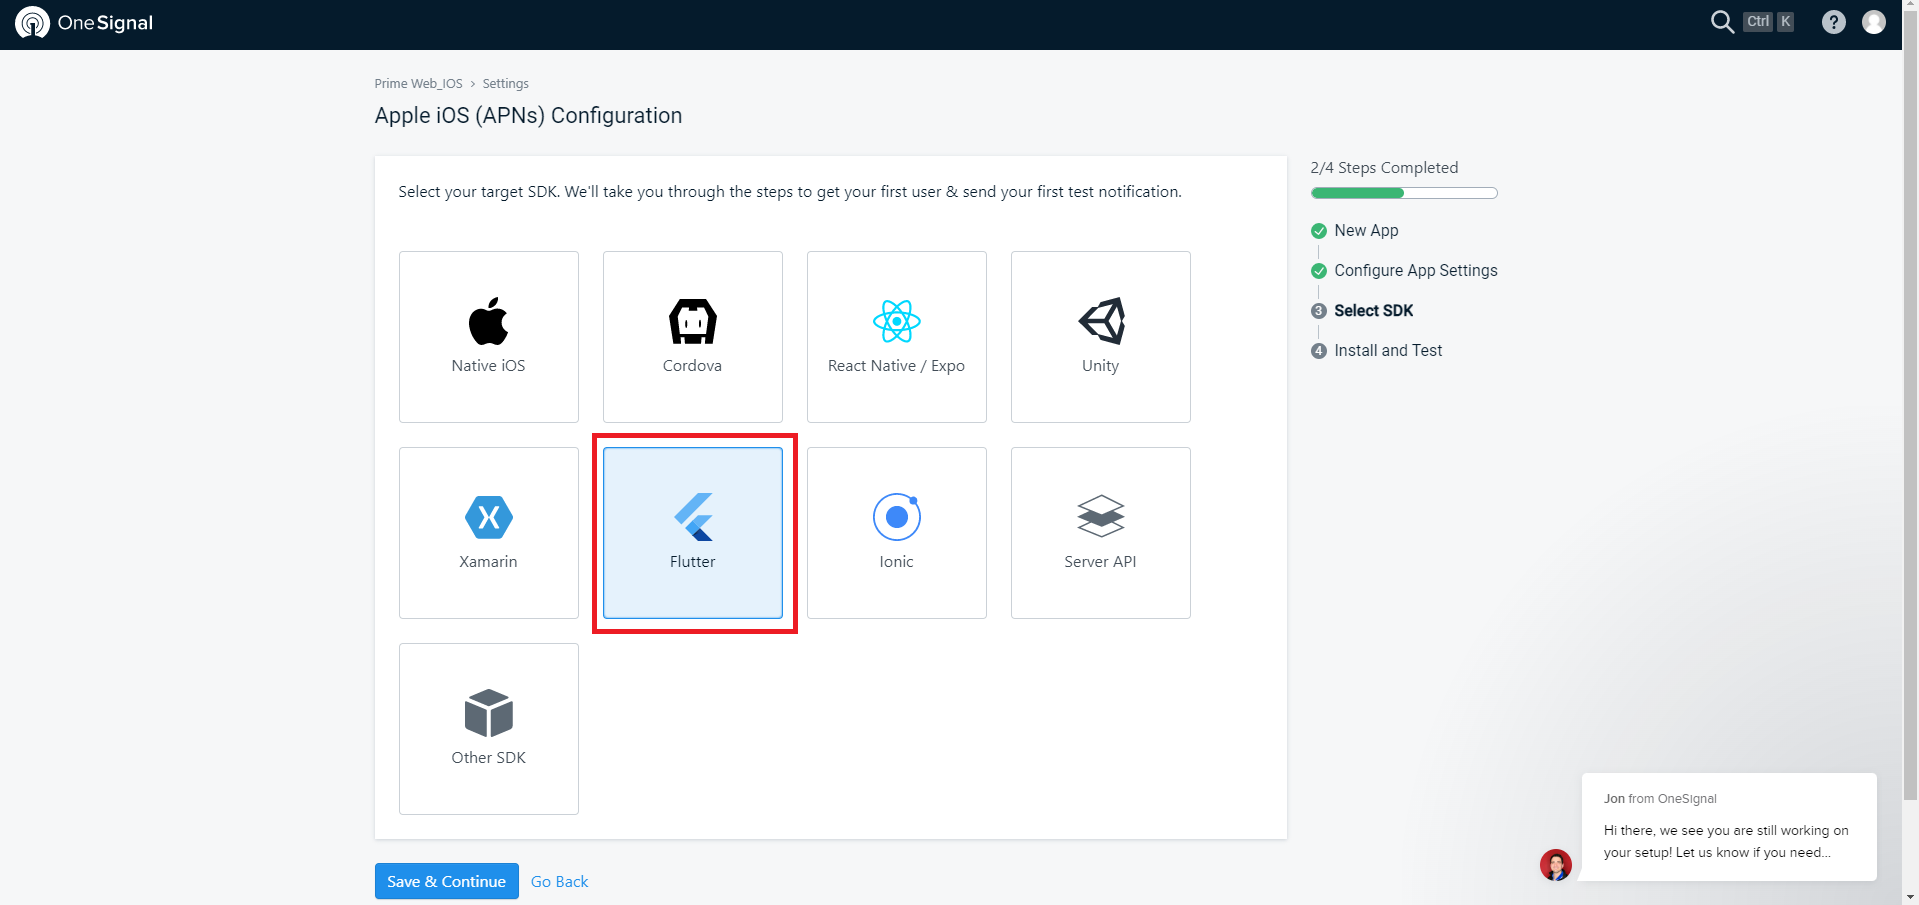 OneSignal
Ctrl K
?
Prime Web_IOS > Settings
Apple iOS (APNs) Configuration
Select your target SDK. We'll take you through the steps to get your first user & send your first test notification.
Native iOS
Cordova
React Native / Expo
Unity
Xamarin
Flutter
Ionic
Server API
Other SDK
Save & Continue
Go Back
2/4 Steps Completed
New App
Configure App Settings
3 Select SDK
4 Install and Test
Jon from OneSignal
Hi there, we see you are still working on
your setup! Let us know if you need...